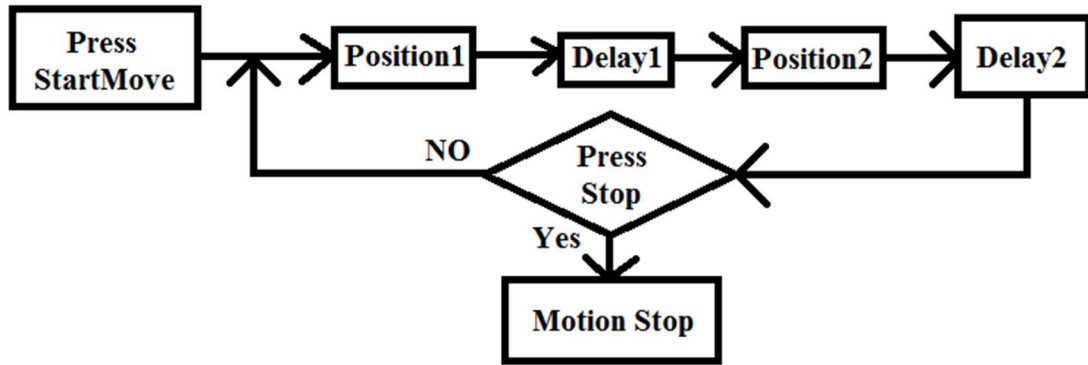 Press
StartMove
Position1
Delay1
Position2
Delay2
NO
Press
Stop
Yes
Motion Stop